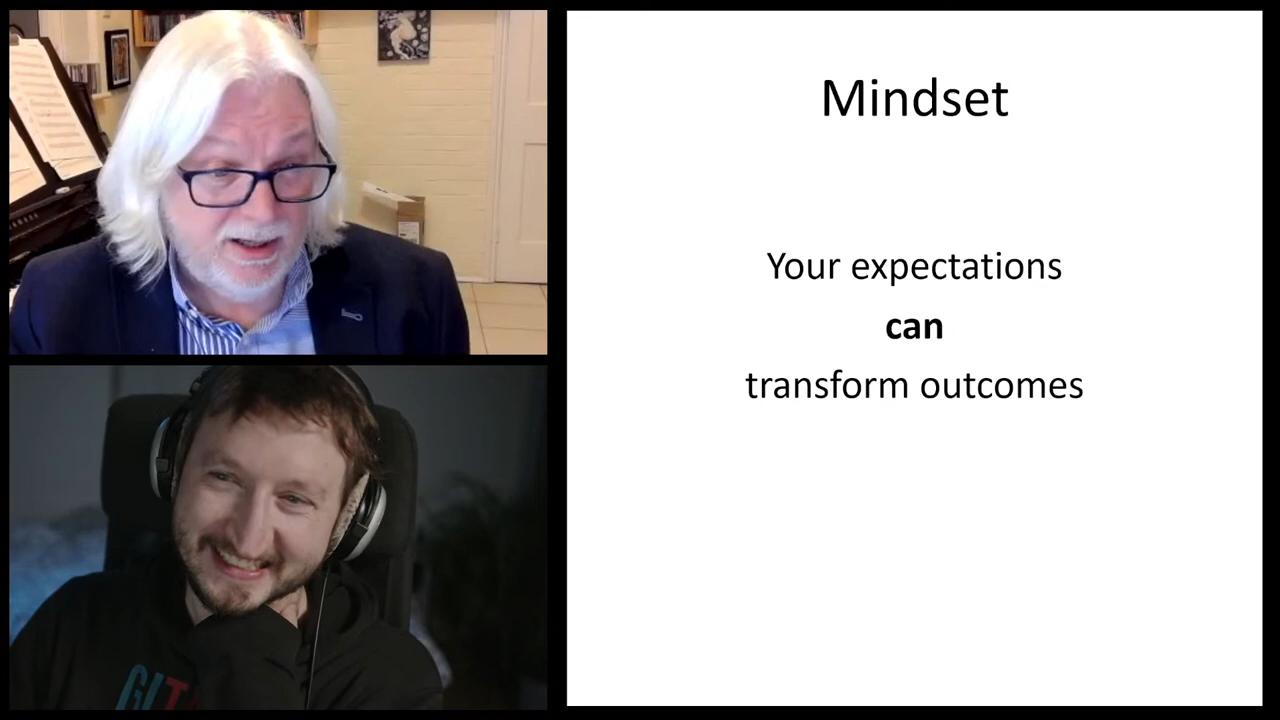 Mindset
Your expectations
can
transform outcomes